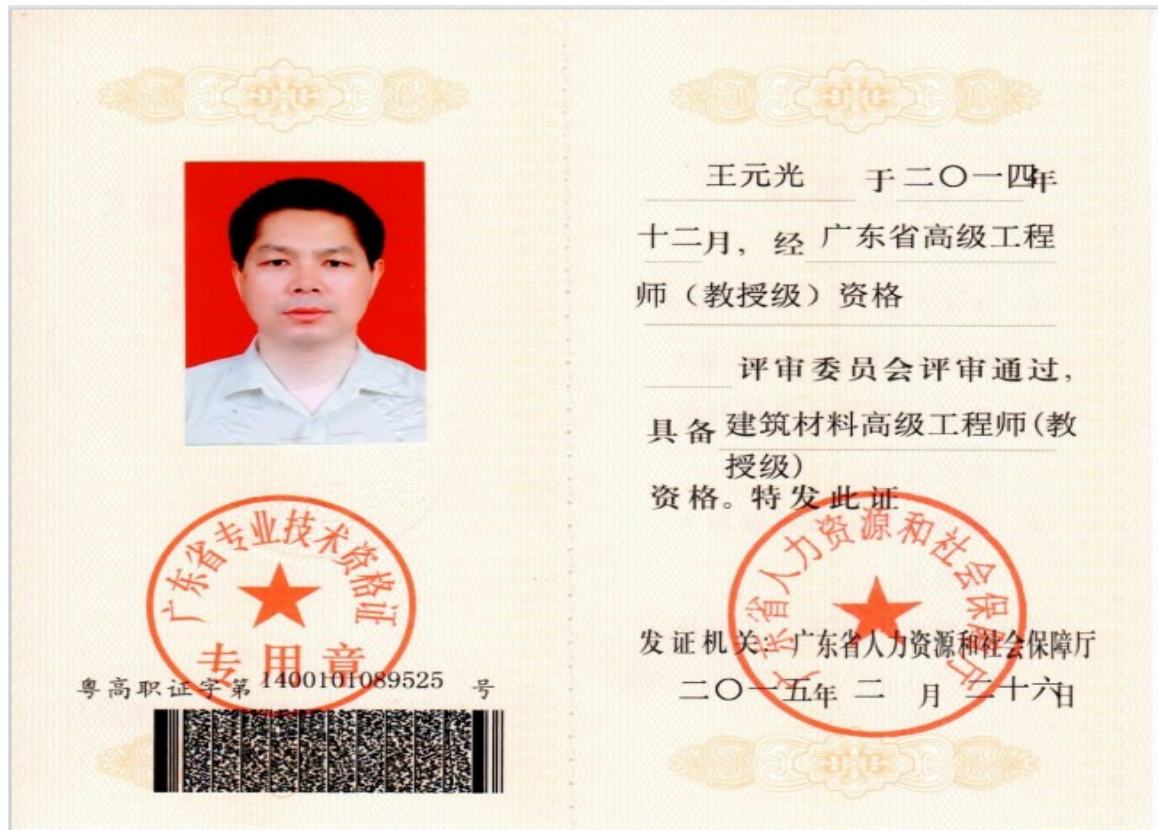 广东省专业技术资格证
专用章
粤高职证字第 1400101089525 号
王元光 于二〇一四年
十二月，经 广东省高级工程
师（教授级）资格
评审委员会评审通过，
具备 建筑材料高级工程师(教
授级)
资格。特发此证
广东省人力资源和社会保障厅
发证机关：广东省人力资源和社会保障厅
二〇一五年 二 月 二十六日